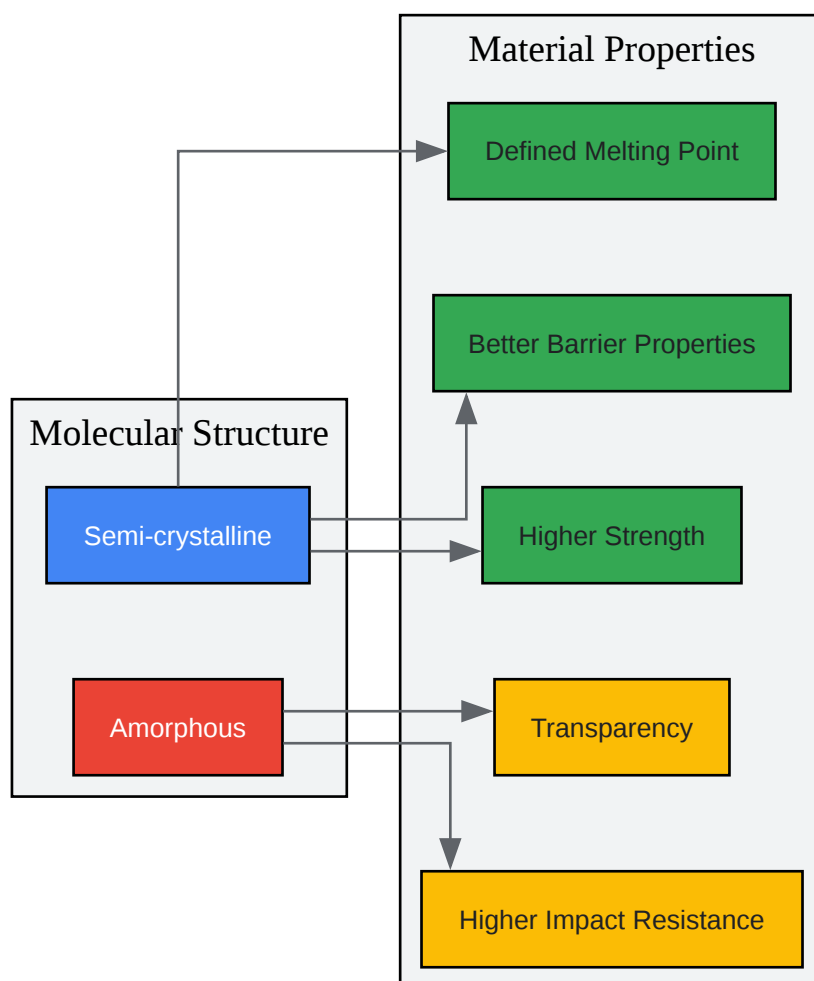 Material Properties
Defined Melting Point
Better Barrier Properties
Molecular Structure
Semi-crystalline
Higher Strength
Amorphous
Transparency
Higher Impact Resistance